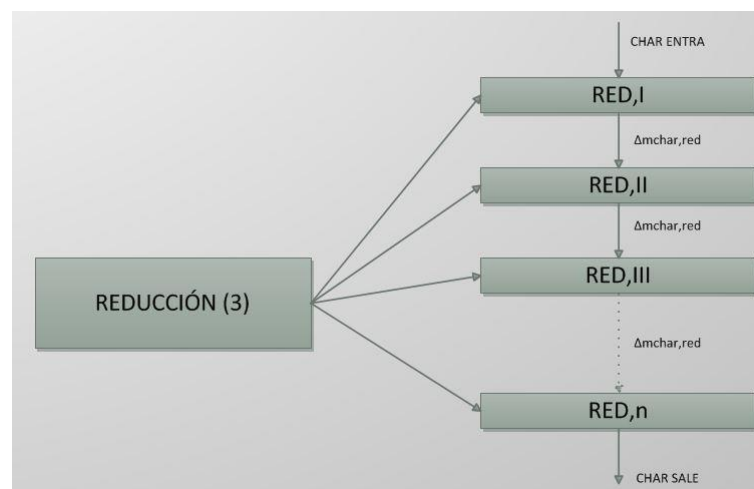 CHAR ENTRA
RED,I
Δmchar,red
RED,II
Δmchar,red
RED,III
REDUCCIÓN (3)
Δmchar,red
RED,n
CHAR SALE